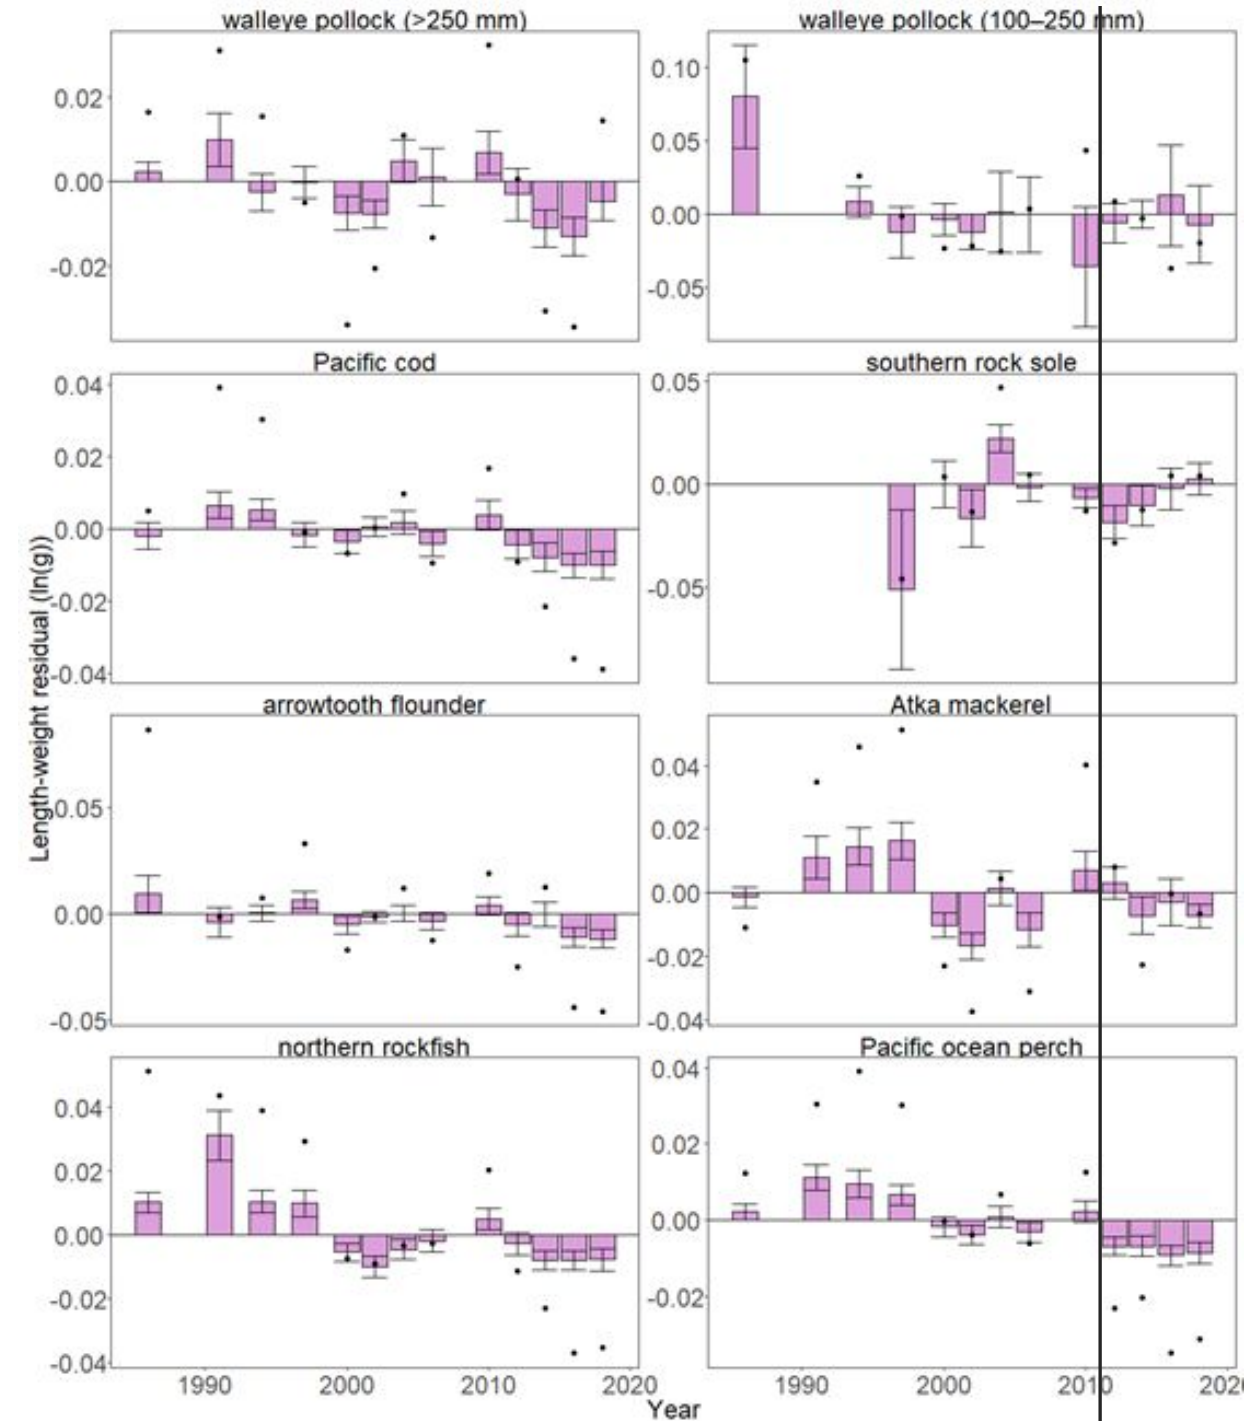 walleye pollock (>250 mm)
walleye pollock (100–250 mm)
0.02
0.00
-0.02
0.10
0.05
0.00
-0.05
Pacific cod
southern rock sole
0.04
0.02
0.00
-0.02
-0.04
0.05
0.00
-0.05
arrowtooth flounder
Atka mackerel
0.05
0.00
-0.05
0.04
0.02
0.00
-0.02
-0.04
northern rockfish
Pacific ocean perch
0.04
0.02
0.00
-0.02
-0.04
0.04
0.02
0.00
-0.02
Length-weight residual (ln(g))
1990 2000 2010 2020
1990 2000 2010 202
Year